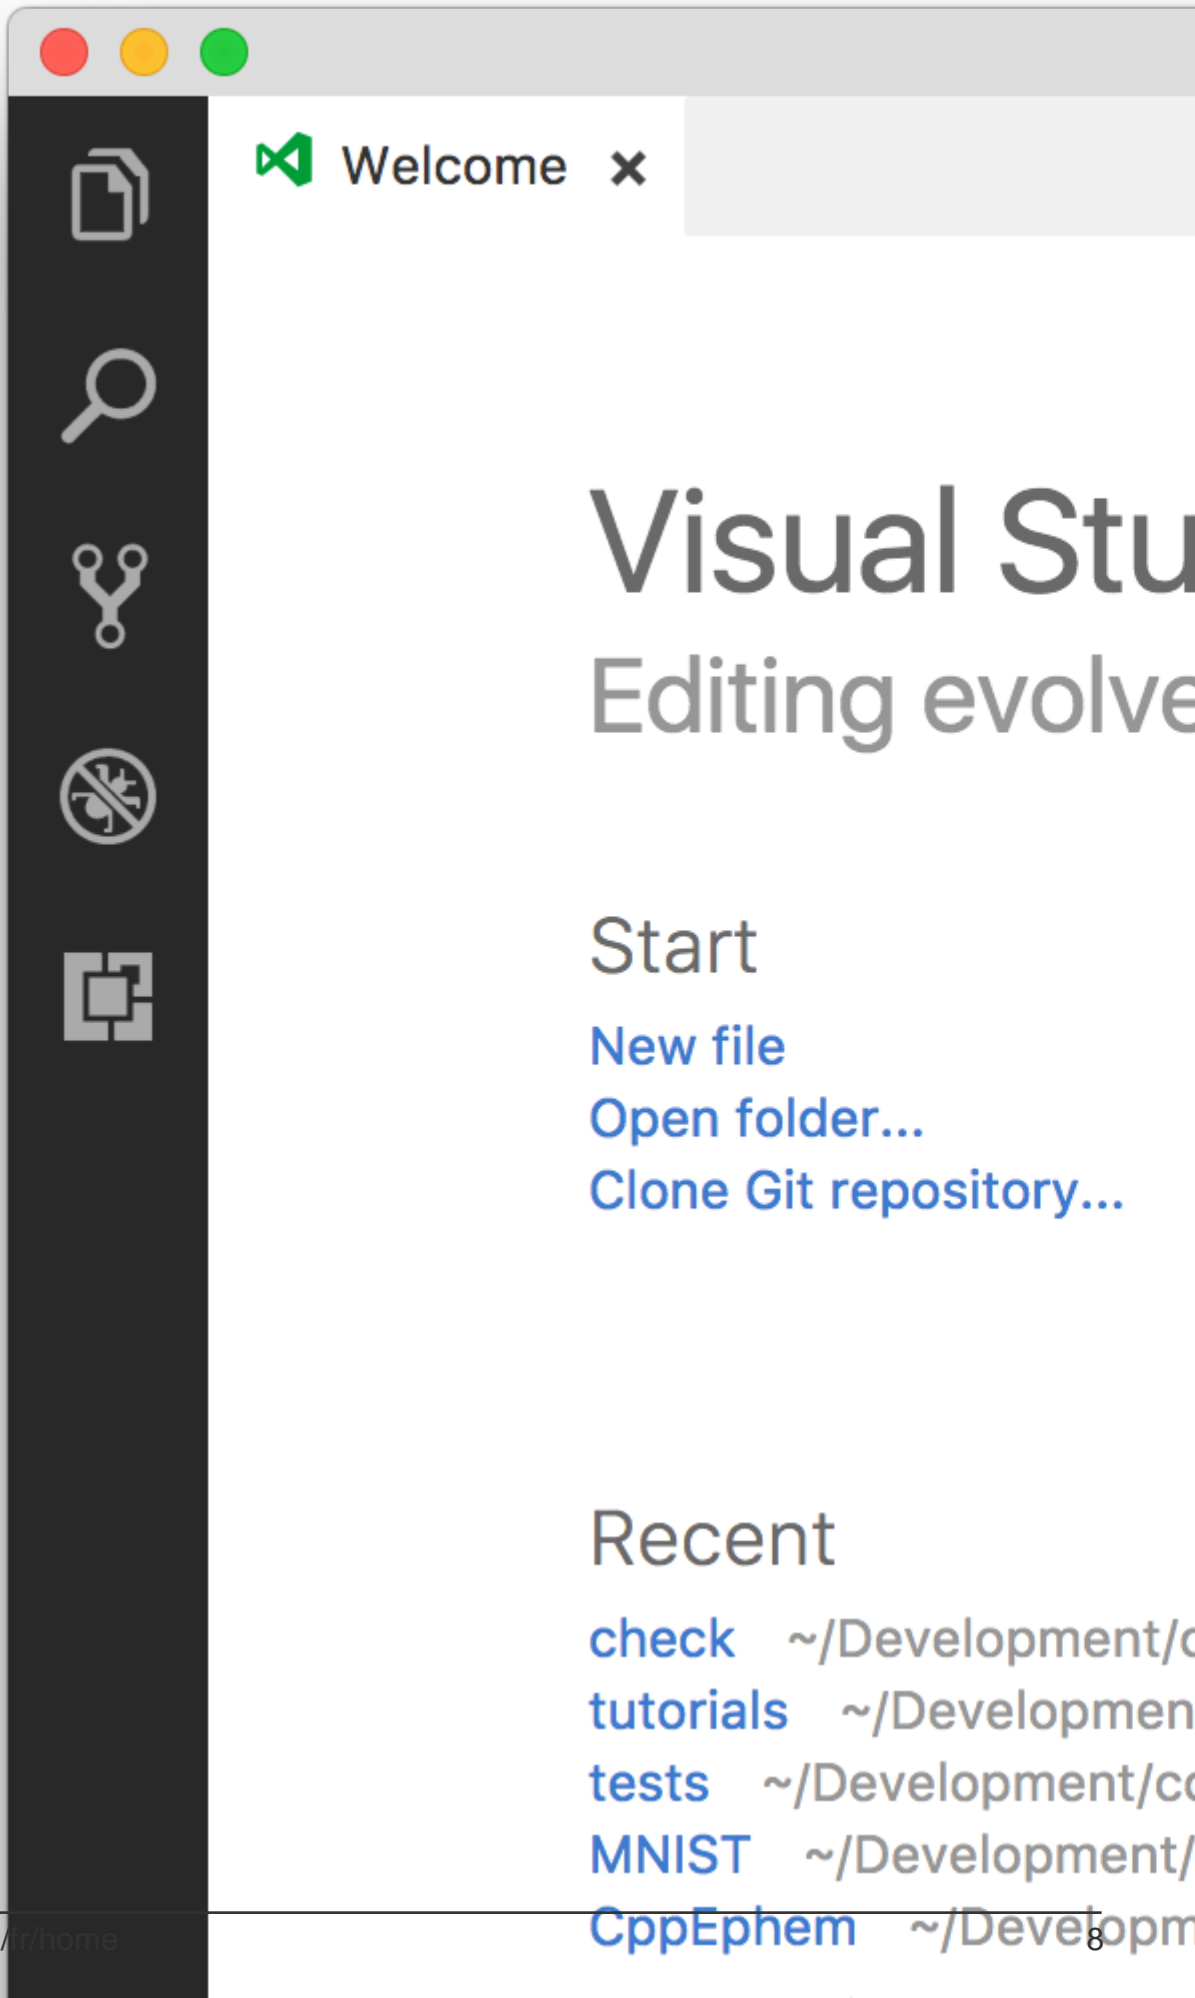 Welcome
Visual Stu
Editing evolve
Start
New file
Open folder...
Clone Git repository...
Recent
check ~/Development/c
tutorials ~/Developmen
tests ~/Development/co
MNIST ~/Development/
CppEphem ~/Developm
/fr/home 8